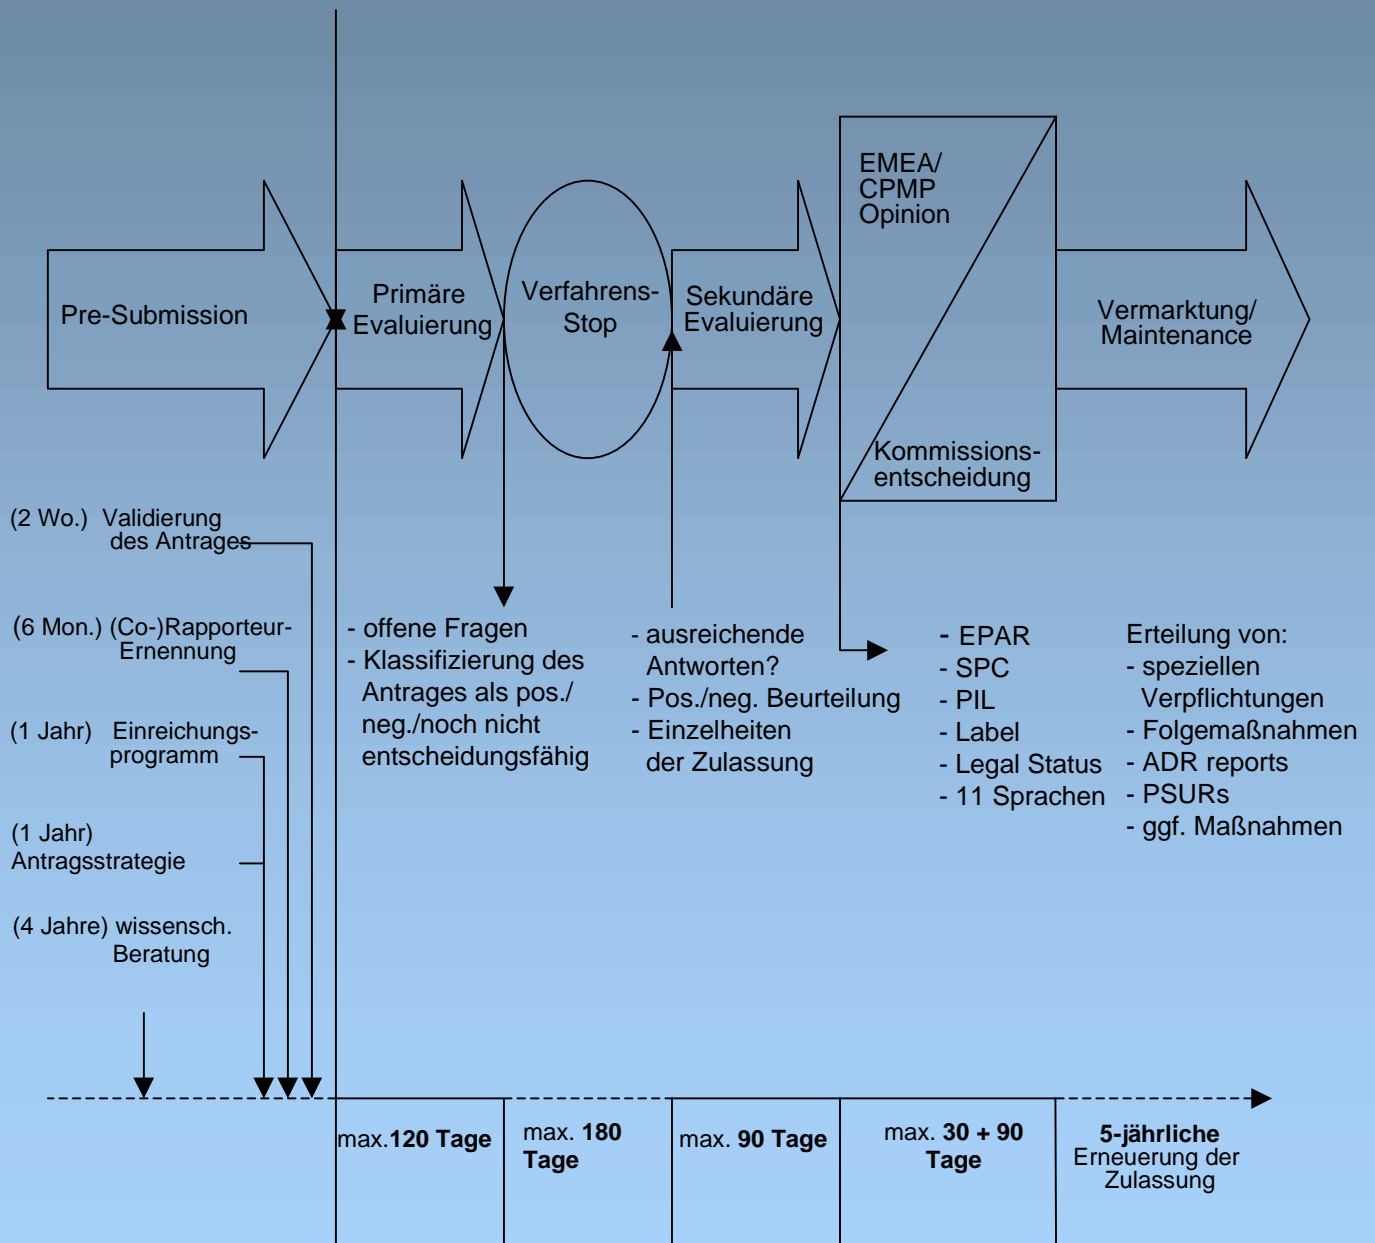 Pre-Submission
Primäre
Evaluierung
Verfahrens-
Stop
Sekundäre
Evaluierung
EMEA/
CPMP
Opinion
Kommissions-
entscheidung
Vermarktung/
Maintenance
(2 Wo.) Validierung
des Antrages
(6 Mon.) (Co-)Rapporteur-
Ernennung
(1 Jahr) Einreichungs-
programm
(1 Jahr)
Antragsstrategie
(4 Jahre) wissensch.
Beratung
- offene Fragen
- Klassifizierung des
Antrages als pos./
neg./noch nicht
entscheidungsfähig
- ausreichende
Antworten?
- Pos./neg. Beurteilung
- Einzelheiten
der Zulassung
- EPAR
- SPC
- PIL
- Label
- Legal Status
- 11 Sprachen
Erteilung von:
- speziellen
Verpflichtungen
- Folgemaßnahmen
- ADR reports
- PSURs
- ggf. Maßnahmen
max.120 Tage
max. 180
Tage
max. 90 Tage
max. 30 + 90
Tage
5-jährliche
Erneuerung der
Zulassung